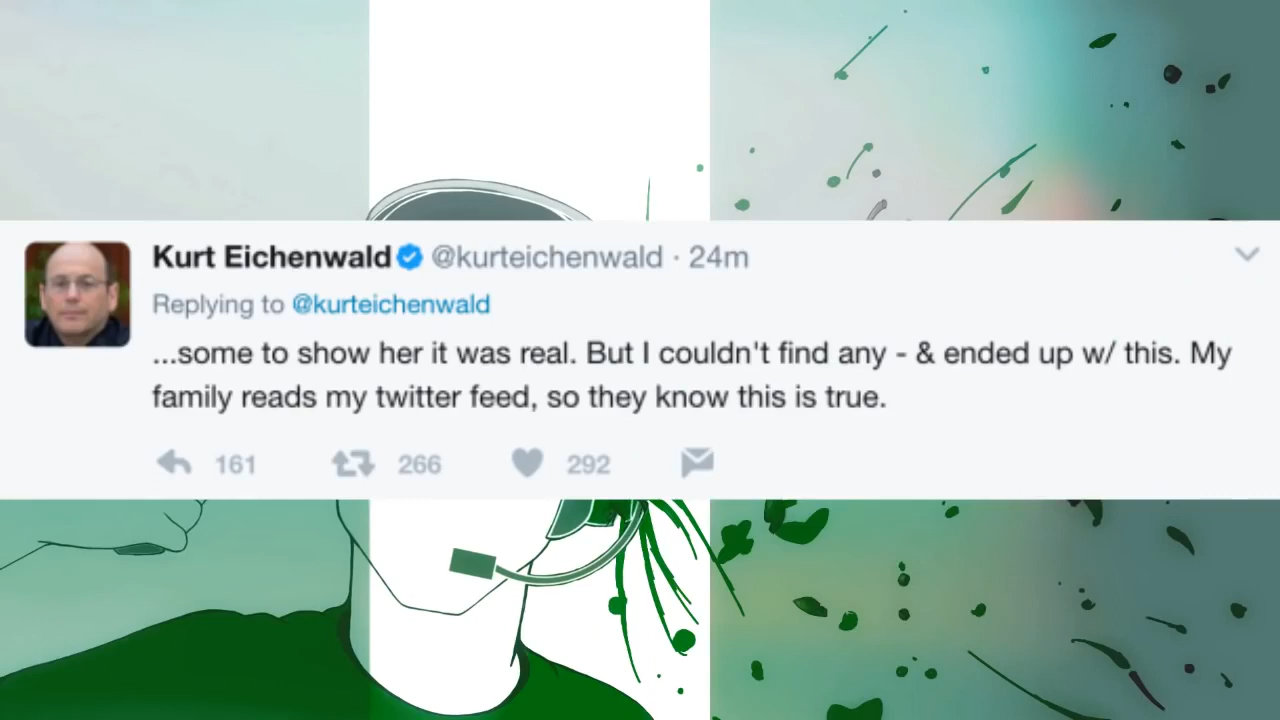 Kurt Eichenwald @kurteichenwald · 24m
Replying to @kurteichenwald
...some to show her it was real. But I couldn't find any - & ended up w/ this. My
family reads my twitter feed, so they know this is true.
161 266 292